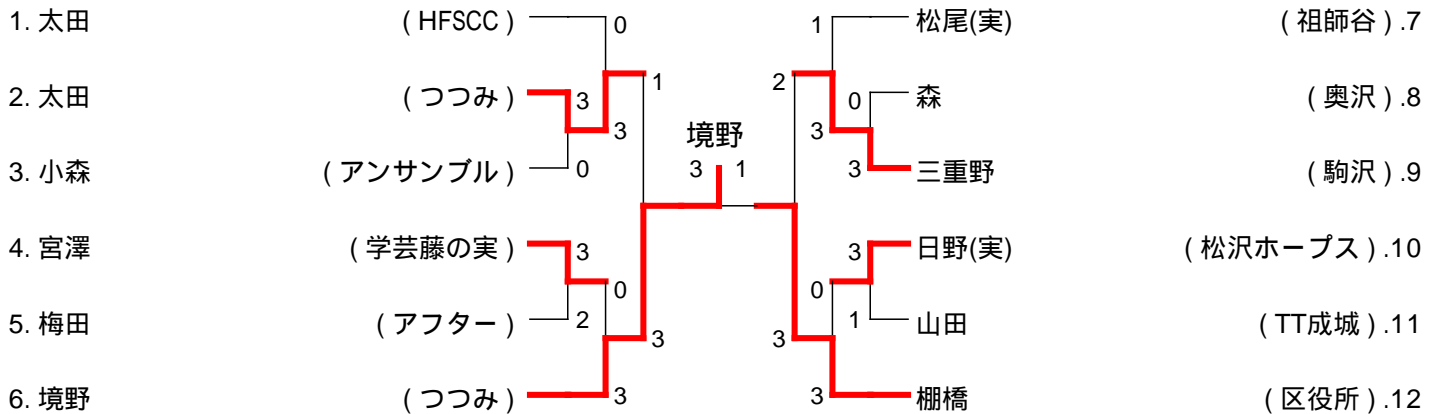 1. 太田 ( HFSCC ) 0 1 松尾(実) ( 祖師谷 ) .7
1 2
2. 太田 ( つつみ ) 3 3 0 森 ( 奥沢 ) .8
境野 3
3. 小森 ( アンサンブル ) 0 3 1 3 三重野 ( 駒沢 ) .9
4. 宮澤 ( 学芸藤の実 ) 3 3 日野(実) ( 松沢ホープス ) .10
0 0
5. 梅田 ( アフター ) 2 3 3 1 山田 ( TT成城 ) .11
6. 境野 ( つつみ ) 3 3 棚橋 ( 区役所 ) .12